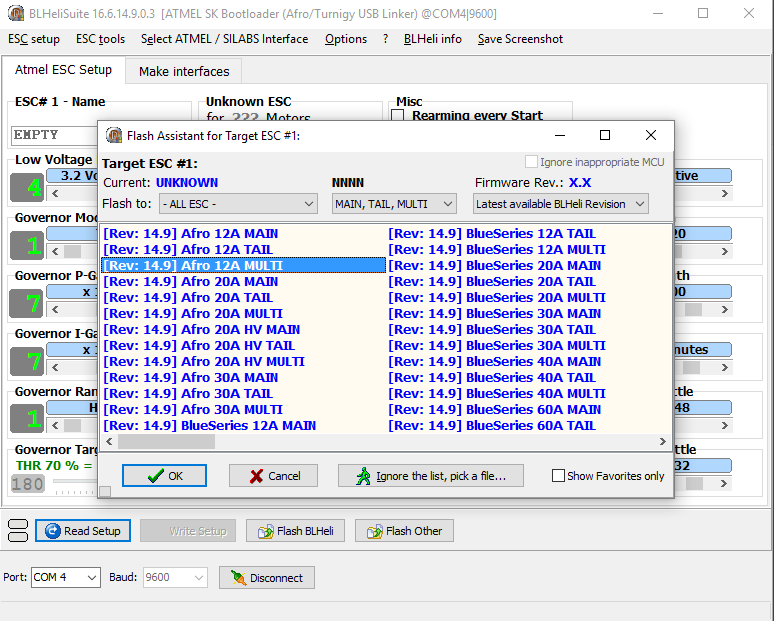 BLHeliSuite 16.6.14.9.0.3 [ATMEL SK Bootloader (Afro/Turnigy USB Linker) @COM4|9600]
ESC setup ESC tools Select ATMEL / SILABS Interface Options ? BLHeli info Save Screenshot
Atmel ESC Setup Make interfaces
ESC# 1 - Name Unknown ESC Misc
for ??? Motors Rearming every Start
EMPTY
Flash Assistant for Target ESC #1:
Low Voltage
Target ESC #1: Ignore inappropriate MCU
3.2 Vo tive
4
Current: UNKNOWN NNNN Firmware Rev.: X.X
Flash to: - ALL ESC - MAIN, TAIL, MULTI Latest available BLHeli Revision
Governor Mod
1
20
[Rev: 14.9] Afro 12A MAIN [Rev: 14.9] BlueSeries 12A TAIL
[Rev: 14.9] Afro 12A TAIL [Rev: 14.9] BlueSeries 12A MULTI
[Rev: 14.9] Afro 12A MULTI [Rev: 14.9] BlueSeries 20A MAIN
[Rev: 14.9] Afro 20A MAIN [Rev: 14.9] BlueSeries 20A TAIL
[Rev: 14.9] Afro 20A TAIL [Rev: 14.9] BlueSeries 20A MULTI
[Rev: 14.9] Afro 20A MULTI [Rev: 14.9] BlueSeries 30A MAIN
[Rev: 14.9] Afro 20A HV MAIN [Rev: 14.9] BlueSeries 30A TAIL
[Rev: 14.9] Afro 20A HV TAIL [Rev: 14.9] BlueSeries 30A MULTI
[Rev: 14.9] Afro 20A HV MULTI [Rev: 14.9] BlueSeries 40A MAIN
[Rev: 14.9] Afro 30A MAIN [Rev: 14.9] BlueSeries 40A TAIL
[Rev: 14.9] Afro 30A TAIL [Rev: 14.9] BlueSeries 40A MULTI
[Rev: 14.9] Afro 30A MULTI [Rev: 14.9] BlueSeries 60A MAIN
[Rev: 14.9] BlueSeries 12A MAIN [Rev: 14.9] BlueSeries 60A TAIL
Governor P-Ga th
7 x 1 00
Governor I-Ga
7 x 1 nutes
Governor Ran ttle
1 H 48
Governor Targ ttle
THR 70 % = 32
180
OK Cancel Ignore the list, pick a file... Show Favorites only
Read Setup Write Setup Flash BLHeli Flash Other
Port: COM 4 Baud: 9600 Disconnect